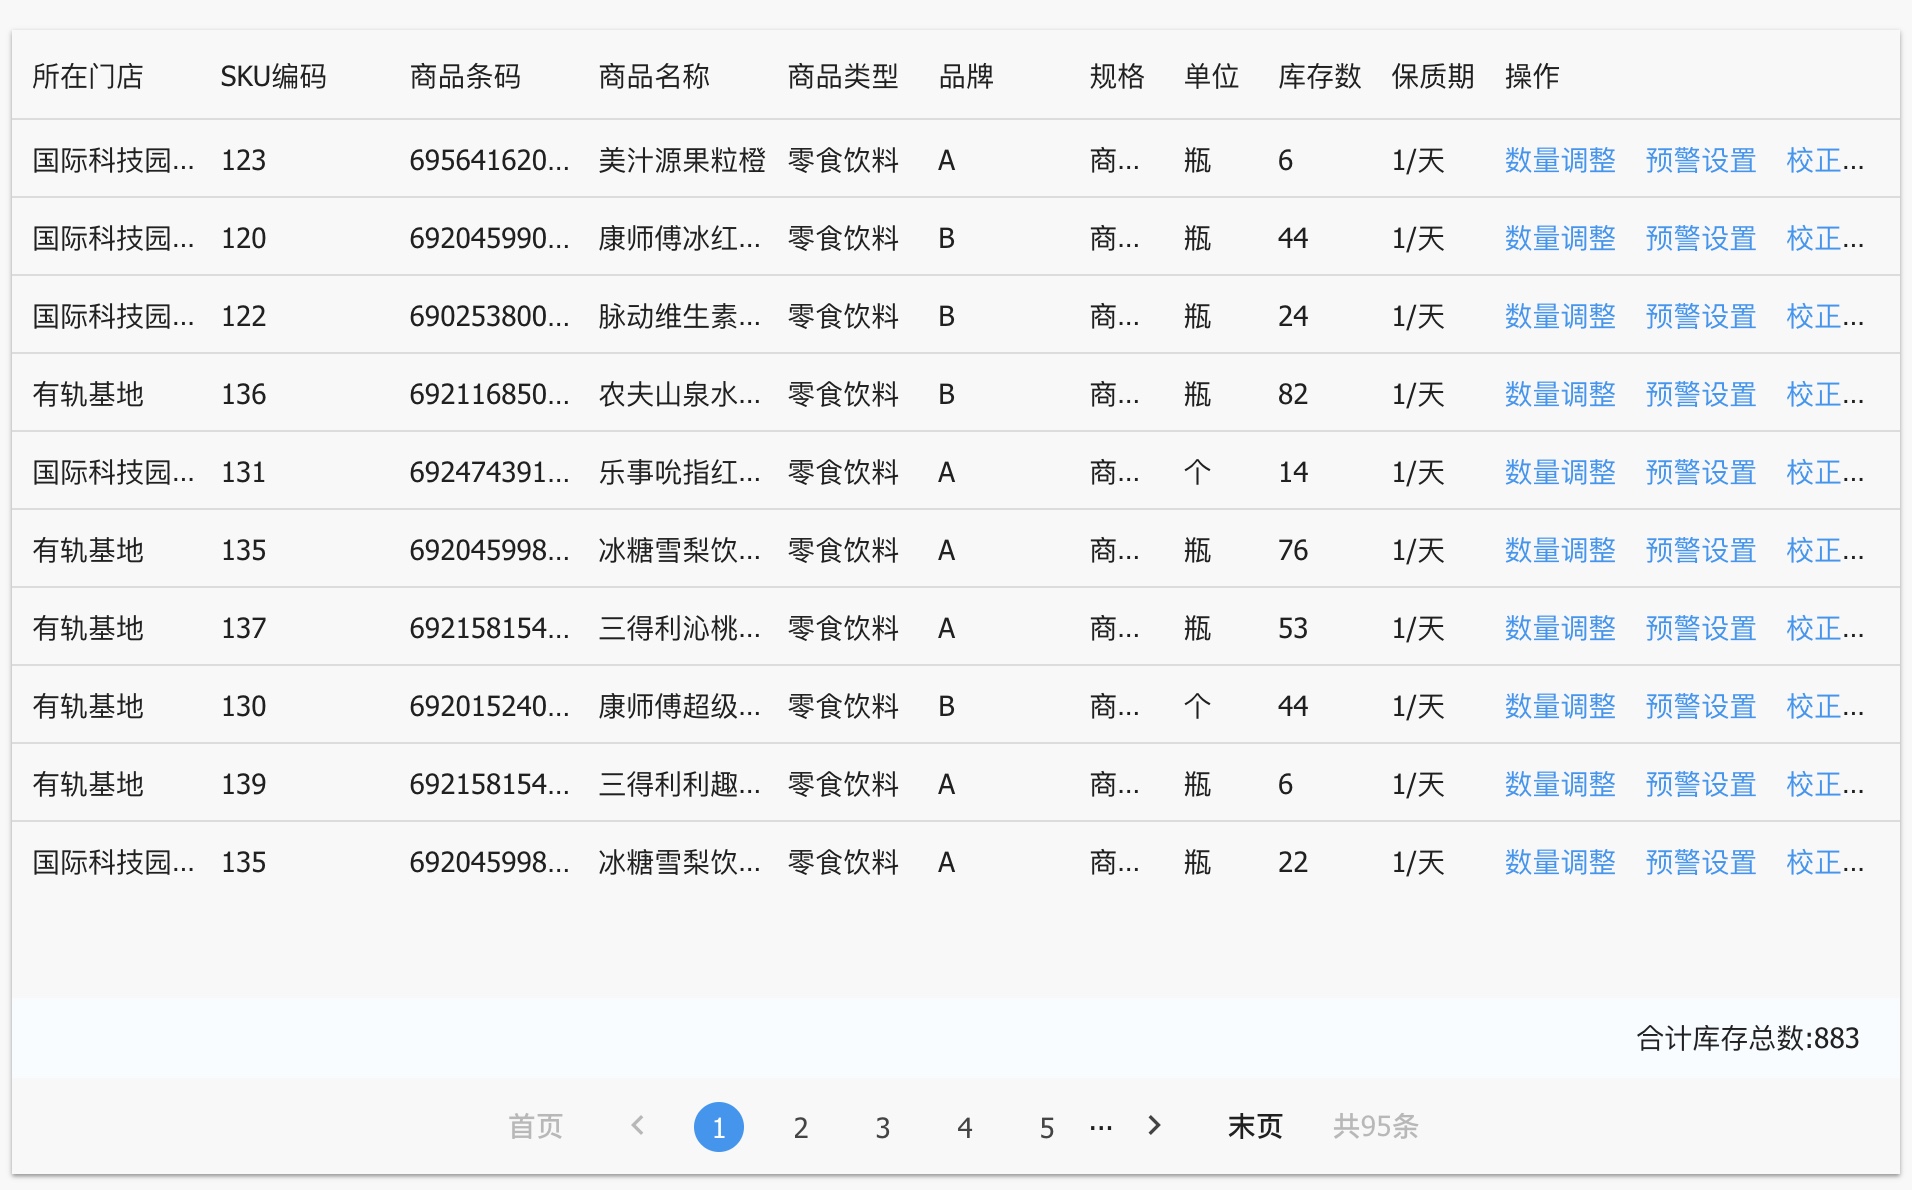 所在门店 SKU编码 商品条码 商品名称 商品类型 品牌 规格 单位 库存数 保质期 操作
国际科技园... 123 695641620... 美汁源果粒橙 零食饮料 A 商... 瓶 6 1/天 数量调整 预警设置 校正...
国际科技园... 120 692045990... 康师傅冰红... 零食饮料 B 商... 瓶 44 1/天 数量调整 预警设置 校正...
国际科技园... 122 690253800... 脉动维生素... 零食饮料 B 商... 瓶 24 1/天 数量调整 预警设置 校正...
有轨基地 136 692116850... 农夫山泉水... 零食饮料 B 商... 瓶 82 1/天 数量调整 预警设置 校正...
国际科技园... 131 692474391... 乐事吮指红... 零食饮料 A 商... 个 14 1/天 数量调整 预警设置 校正...
有轨基地 135 692045998... 冰糖雪梨饮... 零食饮料 A 商... 瓶 76 1/天 数量调整 预警设置 校正...
有轨基地 137 692158154... 三得利沁桃... 零食饮料 A 商... 瓶 53 1/天 数量调整 预警设置 校正...
有轨基地 130 692015240... 康师傅超级... 零食饮料 B 商... 个 44 1/天 数量调整 预警设置 校正...
有轨基地 139 692158154... 三得利利趣... 零食饮料 A 商... 瓶 6 1/天 数量调整 预警设置 校正...
国际科技园... 135 692045998... 冰糖雪梨饮... 零食饮料 A 商... 瓶 22 1/天 数量调整 预警设置 校正...
合计库存总数:883
首页 < 1 2 3 4 5 ... > 末页 共95条